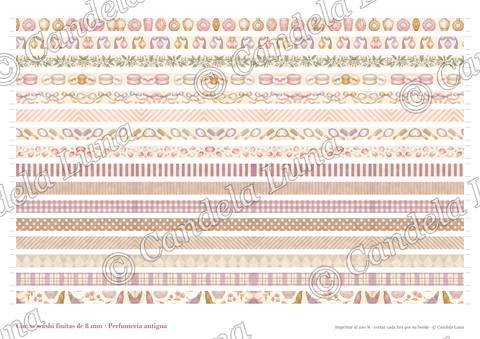 © Candela Luna
© Candela Luna
© Candela Luna
© Candela Luna
washi finitas de 8 mm · Perfumería antigua
Imprimir al 100 % · cortar cada tira por su borde · © Candela Luna